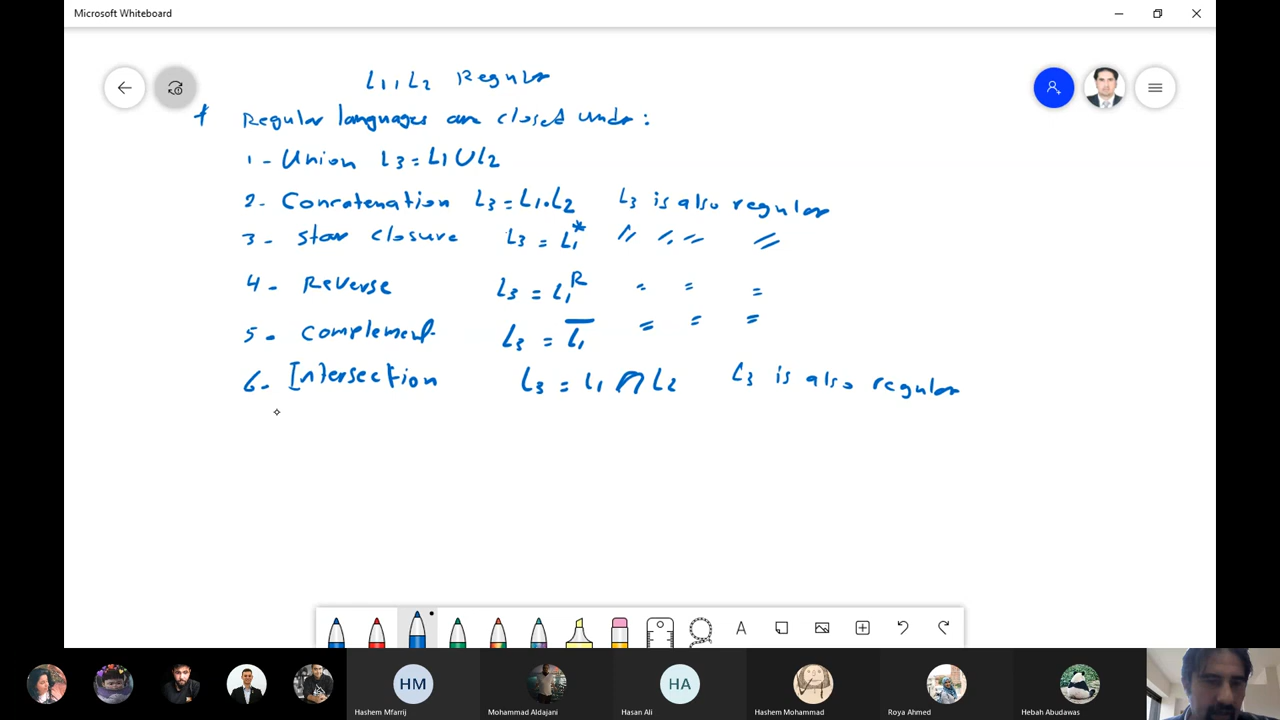 Microsoft Whiteboard
L1, L2 Regular
* Regular languages are closed under:
1- Union L3 = L1 ∪ L2
2- Concatenation L3 = L1.L2 L3 is also regular
3- Star closure L3 = L1* " " " "
4- Reverse L3 = L1^R " " "
5- Complement L3 = L̅1 " " "
6- Intersection L3 = L1 ∩ L2 L3 is also regular
A
HM
HA
Hashem Mfarrij
Mohammad Aldajani
Hasan Ali
Hashem Mohammad
Roya Ahmed
Hebah Abudawas